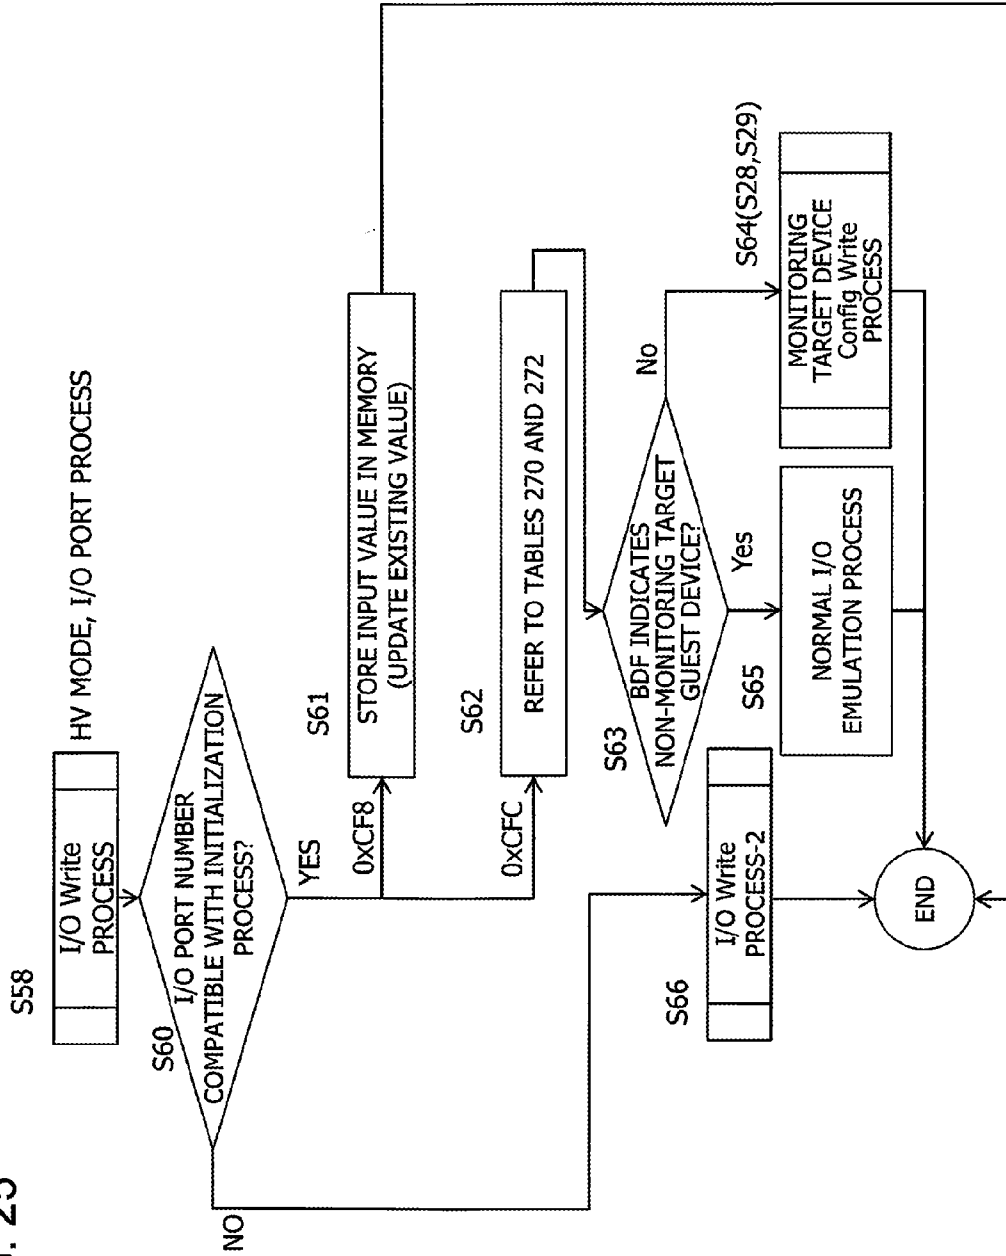 . 25
S58
I/O Write
PROCESS
HV MODE, I/O PORT PROCESS
S60
I/O PORT NUMBER
COMPATIBLE WITH INITIALIZATION
PROCESS?
NO
YES
0xCF8
S61
STORE INPUT VALUE IN MEMORY
(UPDATE EXISTING VALUE)
0xCFC
S62
REFER TO TABLES 270 AND 272
S63
BDF INDICATES
NON-MONITORING TARGET
GUEST DEVICE?
No
Yes
S64(S28,S29)
MONITORING
TARGET DEVICE
Config Write
PROCESS
S65
NORMAL I/O
EMULATION PROCESS
S66
I/O Write
PROCESS-2
END